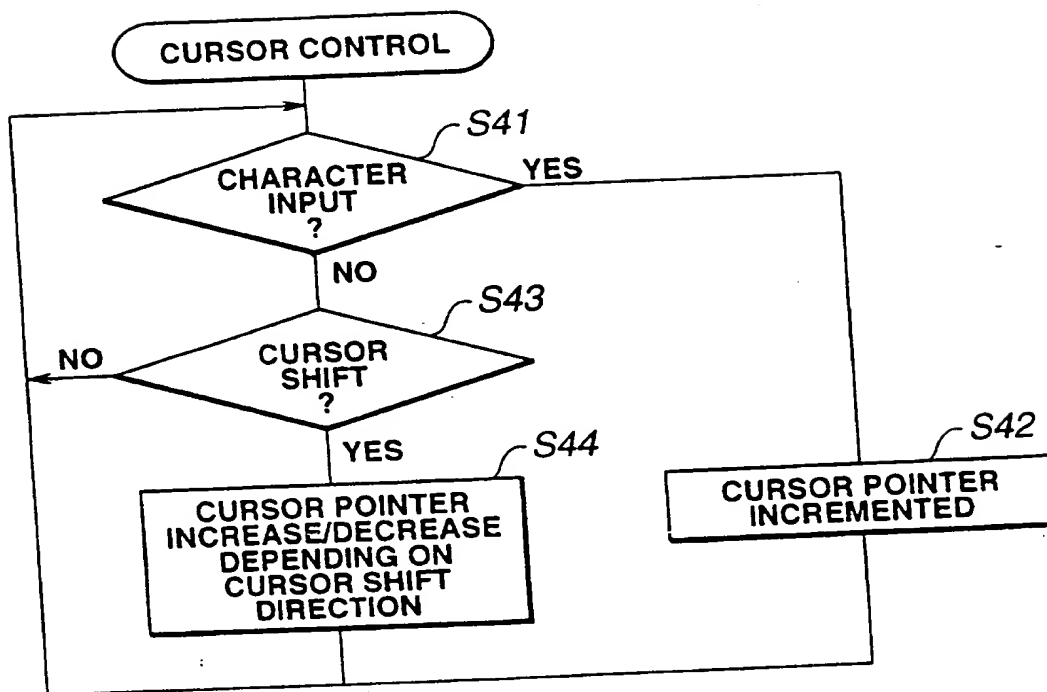 CURSOR CONTROL
S41
CHARACTER
INPUT
?
YES
NO
S43
CURSOR
SHIFT
?
NO
YES
S44
CURSOR POINTER
INCREASE/DECREASE
DEPENDING ON
CURSOR SHIFT
DIRECTION
S42
CURSOR POINTER
INCREMENTED